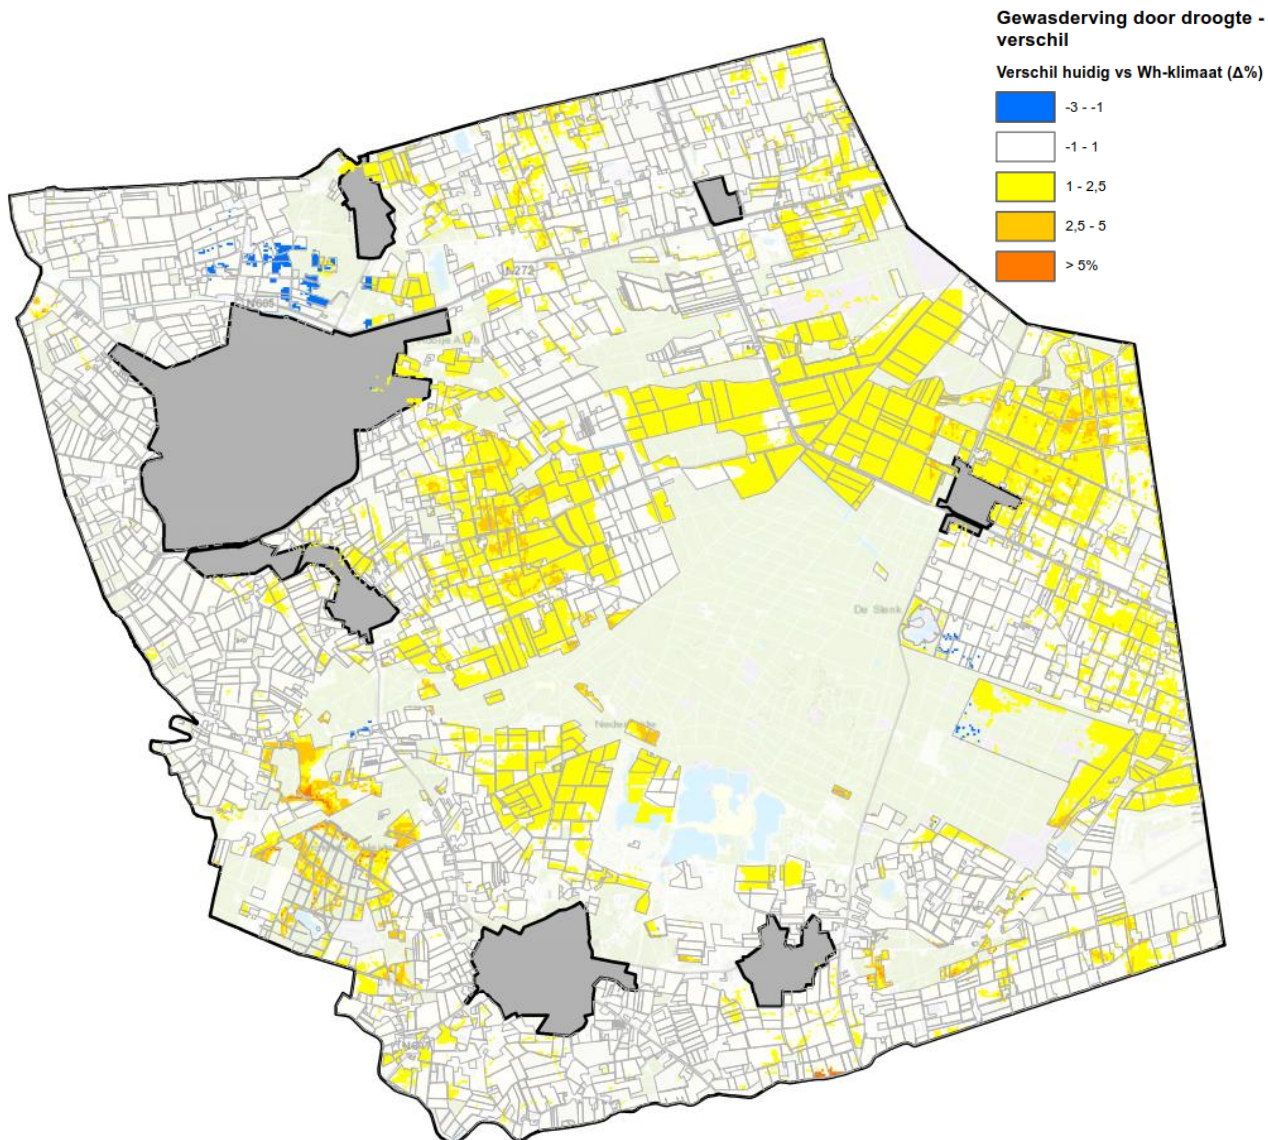 Gewasderving door droogte -
verschil
Verschil huidig vs Wh-klimaat (Δ%)
-3 - -1
-1 - 1
1 - 2,5
2,5 - 5
> 5%
N272
N605
De Slenk